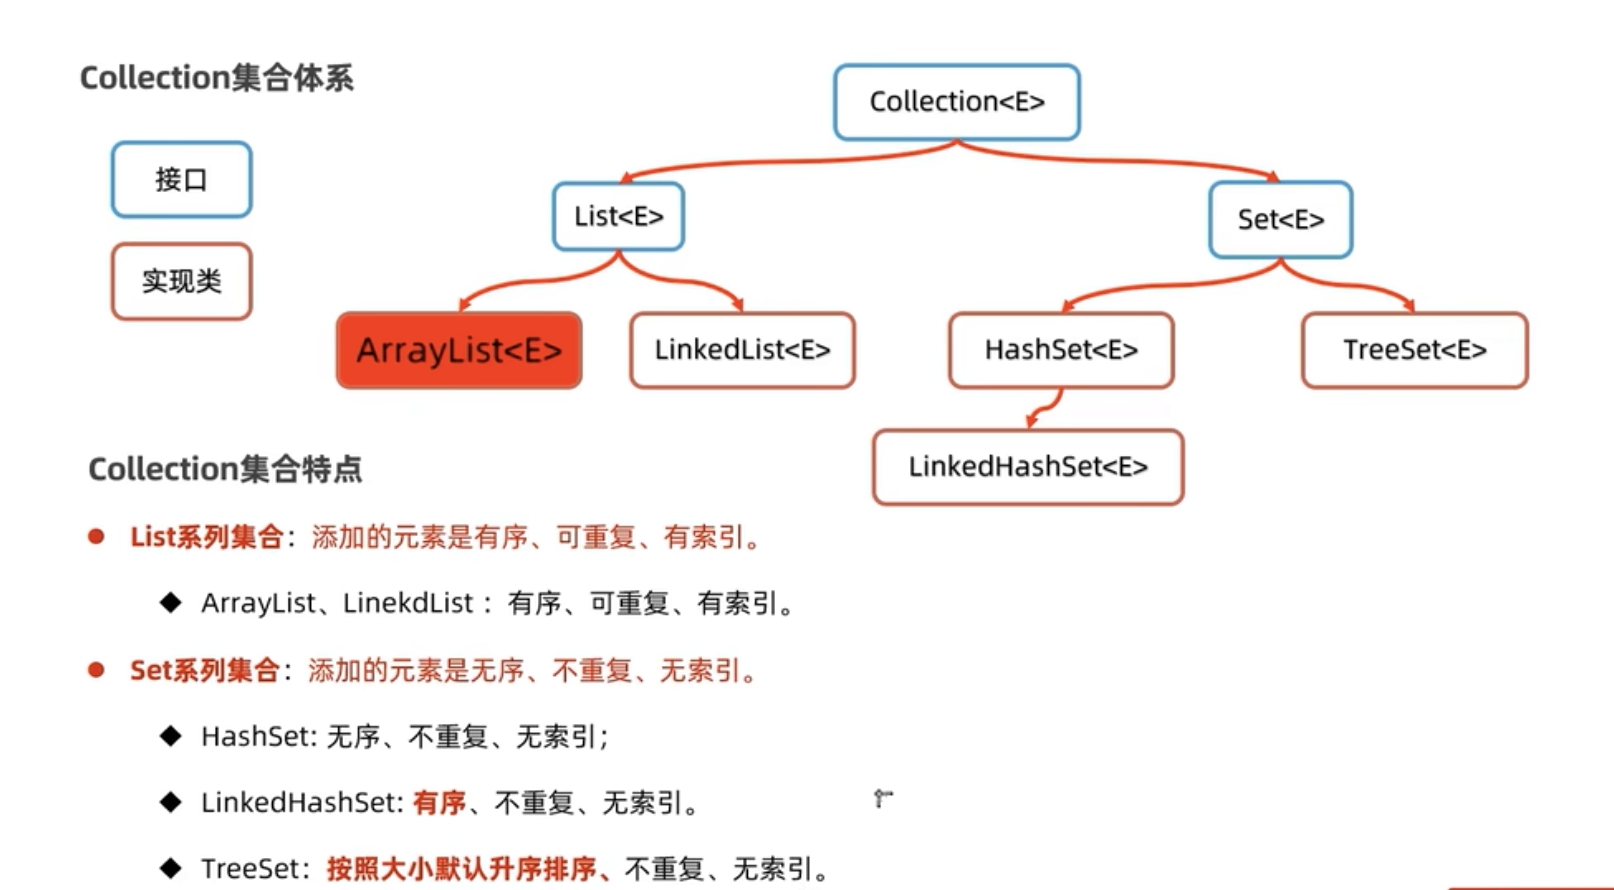 Collection集合体系
Collection<E>
接口
List<E>
Set<E>
实现类
ArrayList<E>
LinkedList<E>
HashSet<E>
TreeSet<E>
LinkedHashSet<E>
Collection集合特点
List系列集合：添加的元素是有序、可重复、有索引。
ArrayList、LinekdList ：有序、可重复、有索引。
Set系列集合：添加的元素是无序、不重复、无索引。
HashSet: 无序、不重复、无索引;
LinkedHashSet: 有序、不重复、无索引。
TreeSet：按照大小默认升序排序、不重复、无索引。